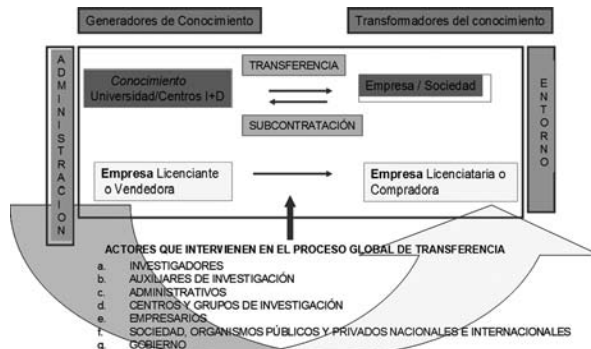 Generadores de Conocimiento
Transformadores del conocimiento
ADMINISTRACION
TRANSFERENCIA
Conocimiento
Universidad/Centros I+D
Empresa / Sociedad
SUBCONTRATACIÓN
Empresa Licenciante
o Vendedora
Empresa Licenciataria o
Compradora
ENTORNO
ACTORES QUE INTERVIENEN EN EL PROCESO GLOBAL DE TRANSFERENCIA
a. INVESTIGADORES
b. AUXILIARES DE INVESTIGACIÓN
c. ADMINISTRATIVOS
d. CENTROS Y GRUPOS DE INVESTIGACIÓN
e. EMPRESARIOS
f. SOCIEDAD, ORGANISMOS PÚBLICOS Y PRIVADOS NACIONALES E INTERNACIONALES
g. GOBIERNO